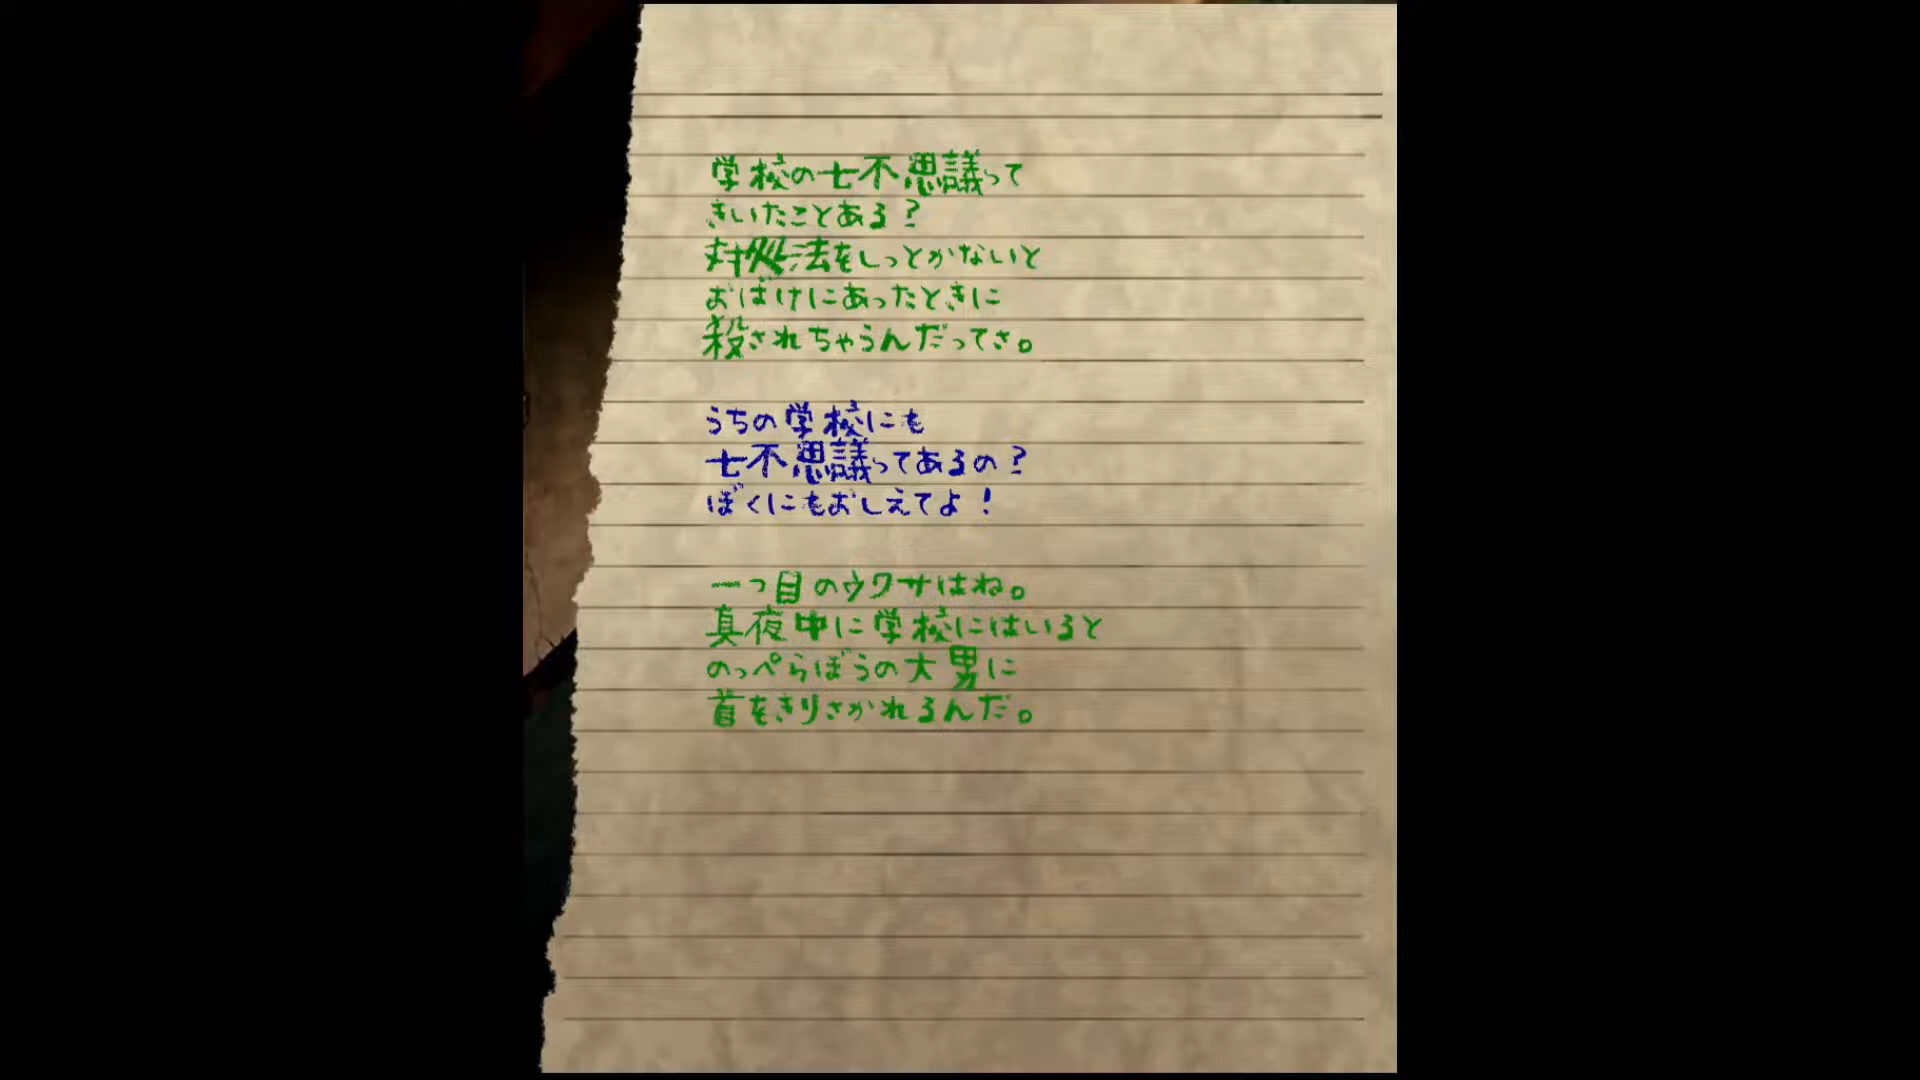 学校の七不思議って
きいたことある？
対処法をしっとかないと
おばけにあったときに
殺されちゃうんだってさ。
うちの学校にも
七不思議ってあるの？
ぼくにもおしえてよ！
一つ目のウワサはね。
真夜中に学校にはいると
のっぺらぼうの大男に
首をきりさかれるんだ。